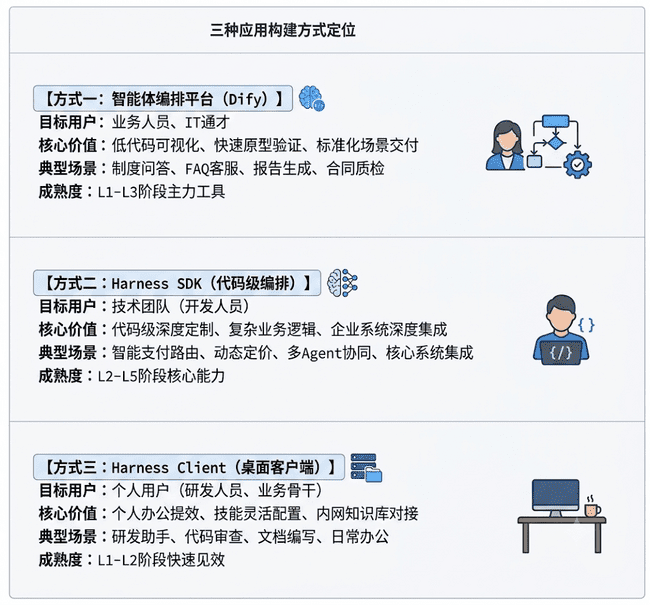 三种应用构建方式定位
【方式一：智能体编排平台（Dify）】
目标用户：业务人员、IT通才
核心价值：低代码可视化、快速原型验证、标准化场景交付
典型场景：制度问答、FAQ客服、报告生成、合同质检
成熟度：L1-L3阶段主力工具
【方式二：Harness SDK（代码级编排）】
目标用户：技术团队（开发人员）
核心价值：代码级深度定制、复杂业务逻辑、企业系统深度集成
典型场景：智能支付路由、动态定价、多Agent协同、核心系统集成
成熟度：L2-L5阶段核心能力
{}
{/}
【方式三：Harness Client（桌面客户端）】
目标用户：个人用户（研发人员、业务骨干）
核心价值：个人办公提效、技能灵活配置、内网知识库对接
典型场景：研发助手、代码审查、文档编写、日常办公
成熟度：L1-L2阶段快速见效